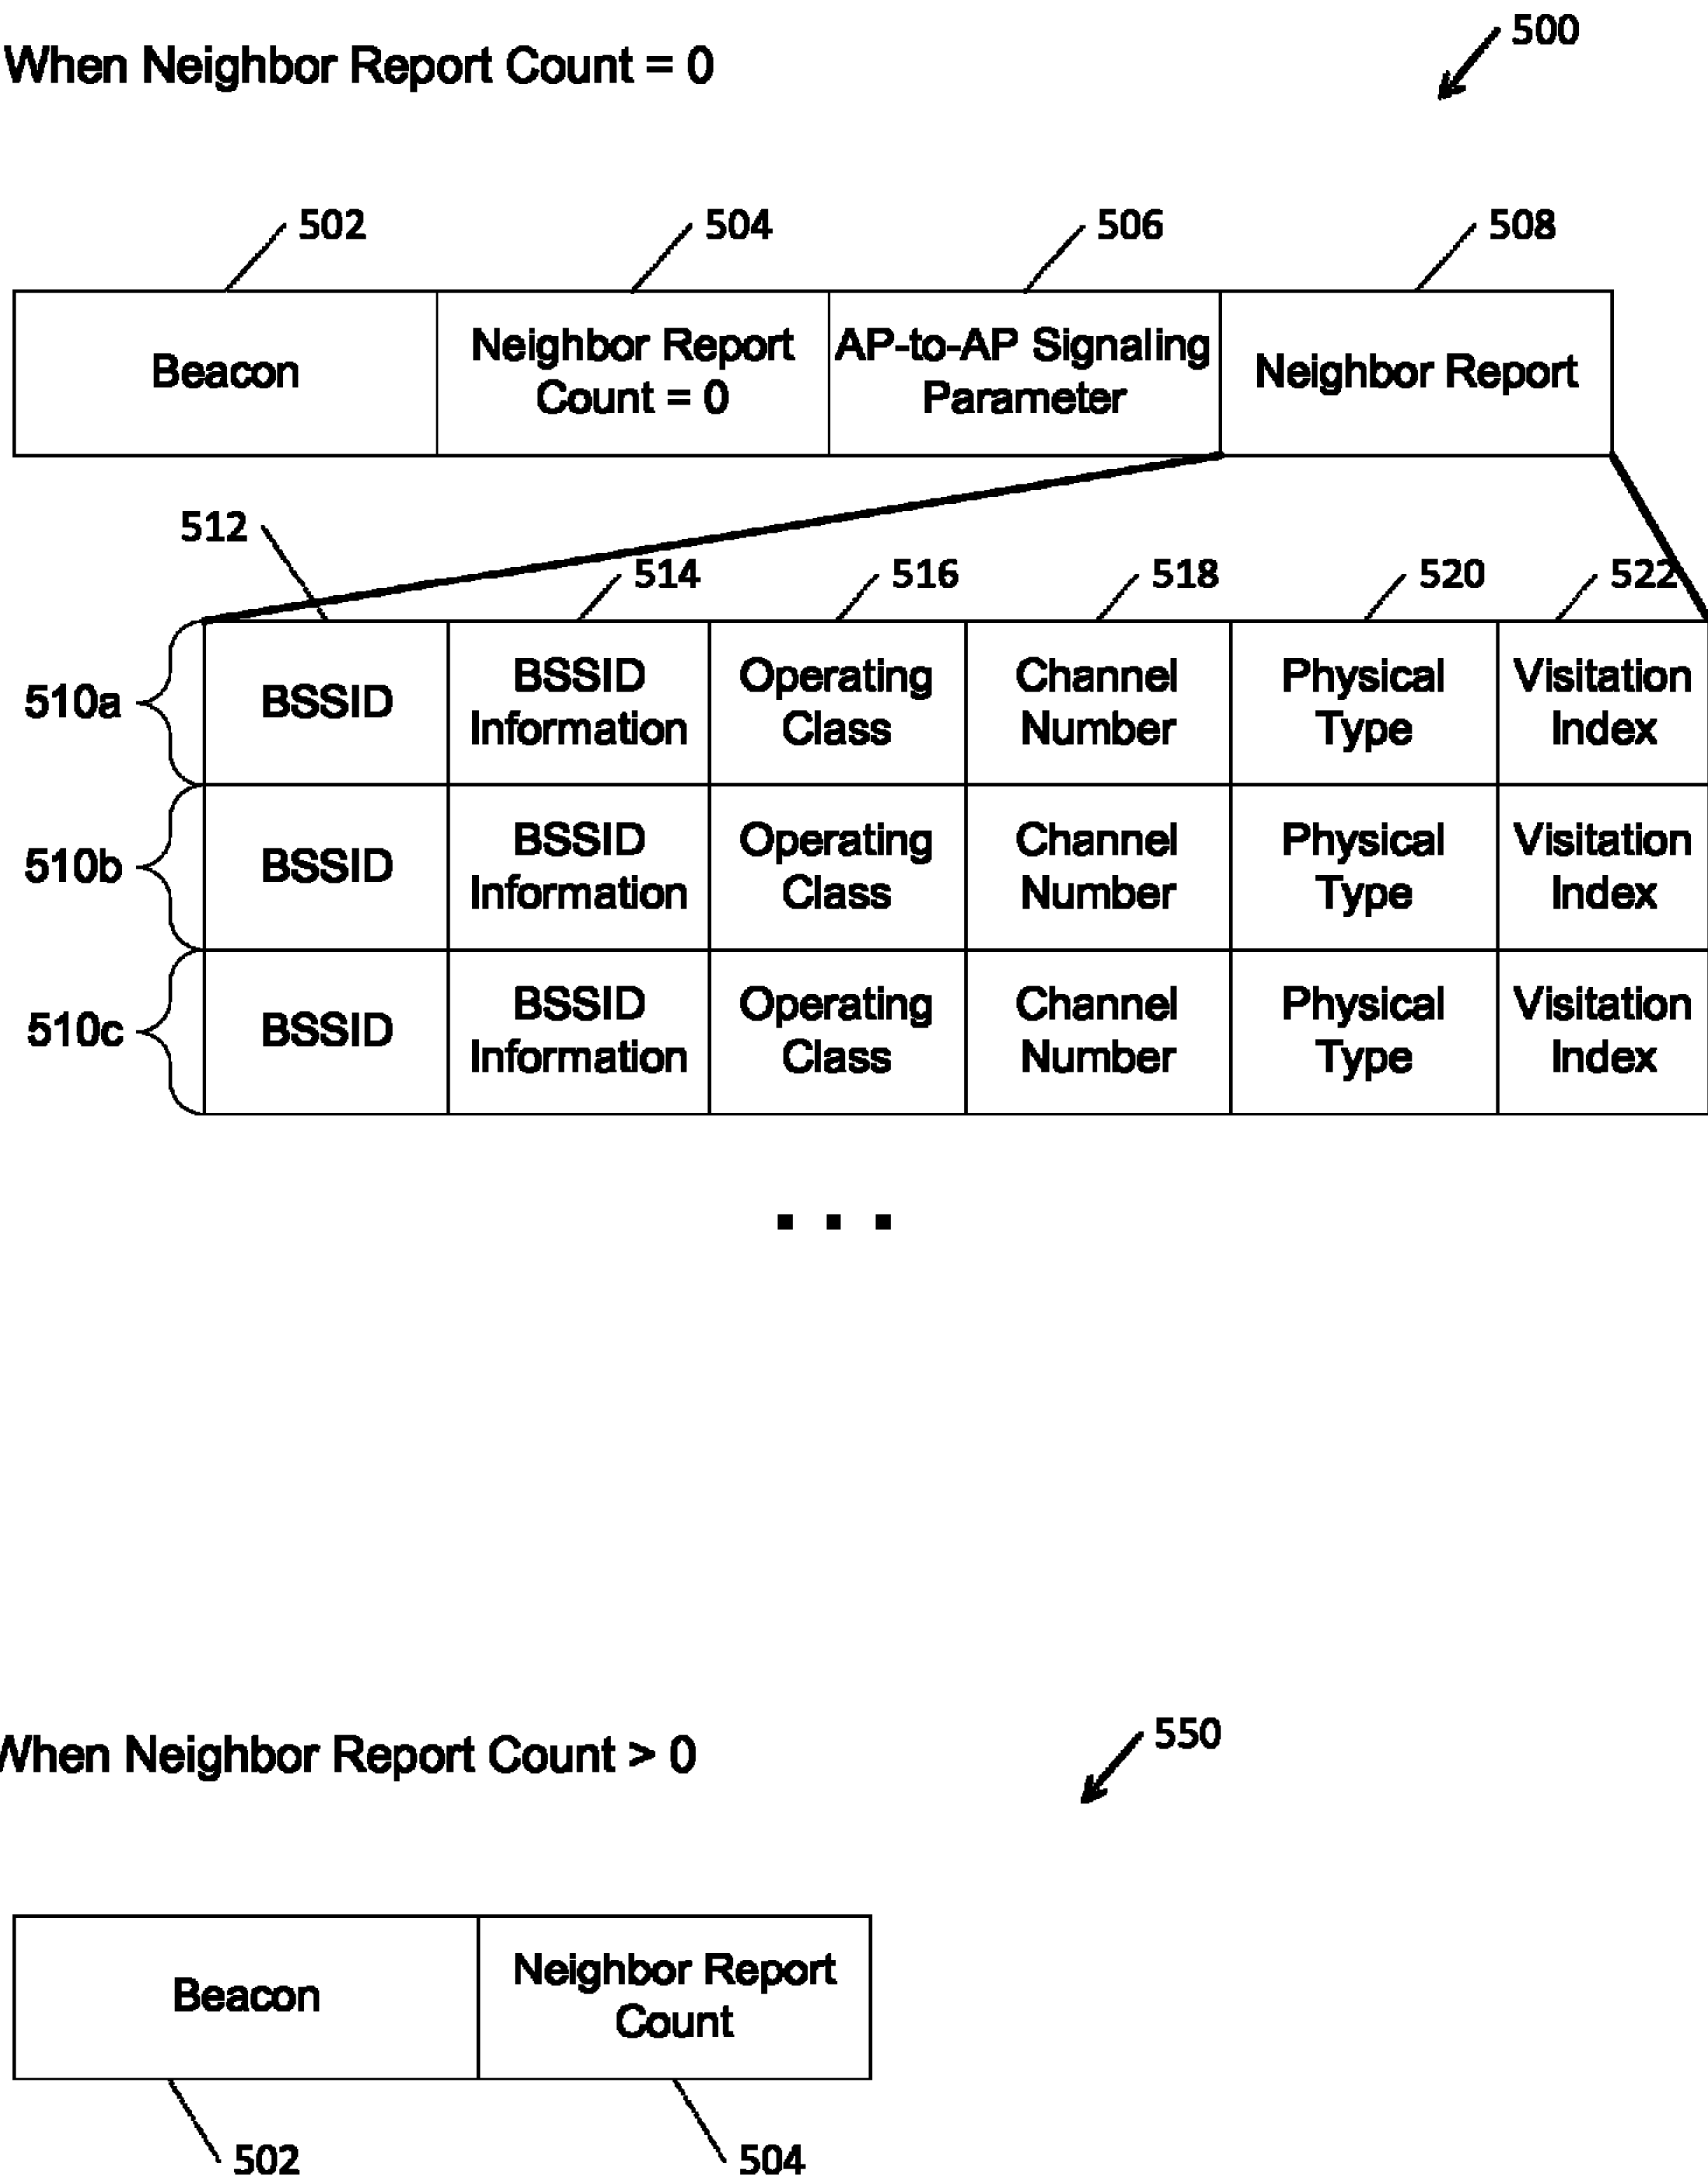 When Neighbor Report Count = 0
500
502 504 506 508
Beacon
Neighbor Report
Count = 0
AP-to-AP Signaling
Parameter
Neighbor Report
512
514 516 518 520 522
510a
BSSID
BSSID
Information
Operating
Class
Channel
Number
Physical
Type
Visitation
Index
510b
BSSID
BSSID
Information
Operating
Class
Channel
Number
Physical
Type
Visitation
Index
510c
BSSID
BSSID
Information
Operating
Class
Channel
Number
Physical
Type
Visitation
Index
. . .
When Neighbor Report Count > 0
550
Beacon
Neighbor Report
Count
502 504